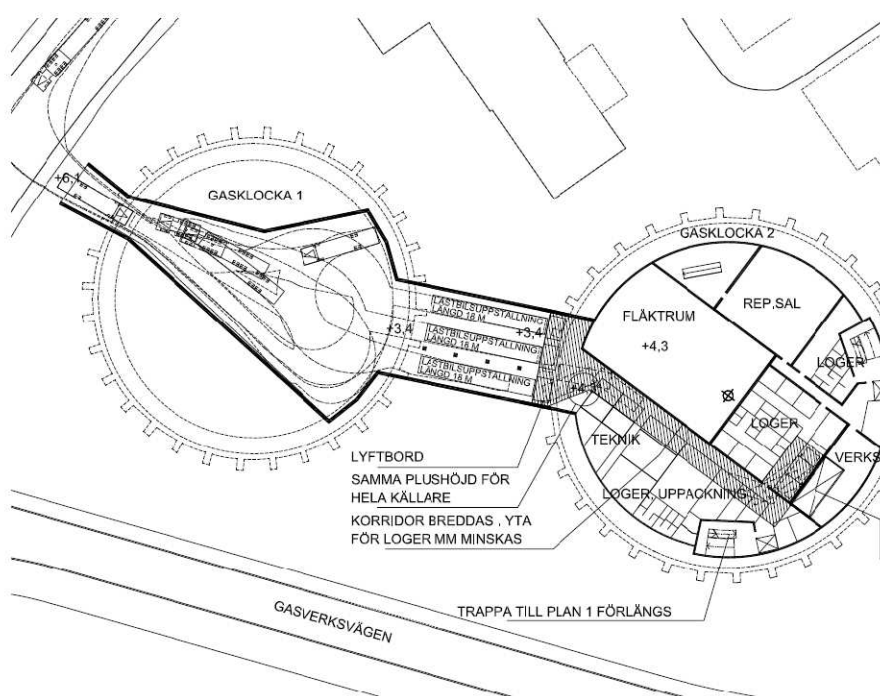 GASKLOCKA 1
+6,1
GASKLOCKA 2
REP,SAL
FLÄKTRUM
+4,3
LASTBILSUPPSTÄLLNING
LÄNGD 18 M
+3,4
+3,4
LASTBILSUPPSTÄLLNING
LÄNGD 18 M
LASTBILSUPPSTÄLLNING
LÄNGD 18 M
LOGER
+4,3
LOGER
TEKNIK
VERKS
LOGER, UPPACKNING
LYFTBORD
SAMMA PLUSHÖJD FÖR
HELA KÄLLARE
KORRIDOR BREDDAS , YTA
FÖR LOGER MM MINSKAS
TRAPPA TILL PLAN 1 FÖRLÄNGS
GASVERKSVÄGEN